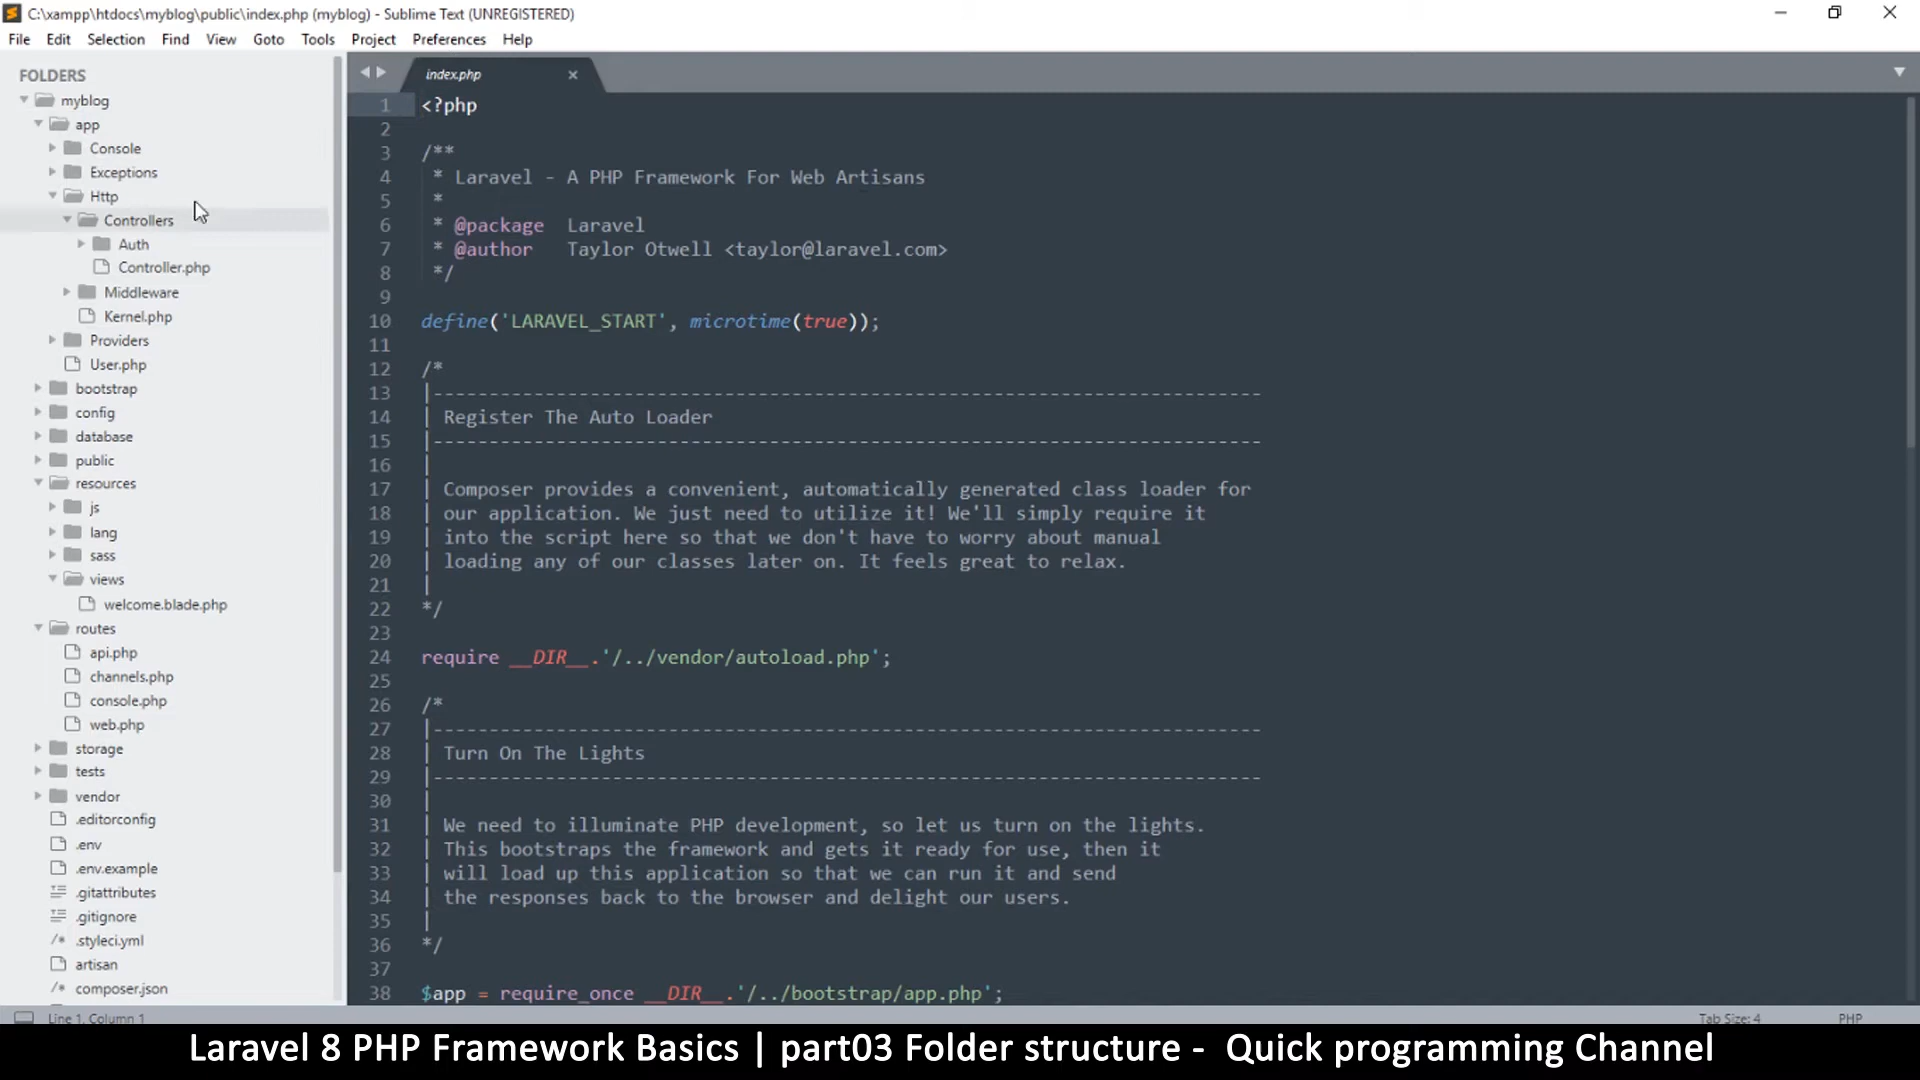 C:\xampp\htdocs\myblog\public\index.php (myblog) - Sublime Text (UNREGISTERED)
File Edit Selection Find View Goto Tools Project Preferences Help
FOLDERS
myblog
app
Console
Exceptions
Http
Controllers
Auth
Controller.php
Middleware
Kernel.php
Providers
User.php
bootstrap
config
database
public
resources
js
lang
sass
views
welcome.blade.php
routes
api.php
channels.php
console.php
web.php
storage
tests
vendor
.editorconfig
.env
.env.example
.gitattributes
.gitignore
/* .styleci.yml
artisan
/* composer.json
index.php
1 <?php
2
3 /**
4  * Laravel - A PHP Framework For Web Artisans
5  *
6  * @package  Laravel
7  * @author   Taylor Otwell <taylor@laravel.com>
8  */
9
10 define('LARAVEL_START', microtime(true));
11
12 /*
13 |--------------------------------------------------------------------------
14 | Register The Auto Loader
15 |--------------------------------------------------------------------------
16 |
17 | Composer provides a convenient, automatically generated class loader for
18 | our application. We just need to utilize it! We'll simply require it
19 | into the script here so that we don't have to worry about manual
20 | loading any of our classes later on. It feels great to relax.
21 |
22 */
23
24 require __DIR__.'/../vendor/autoload.php';
25
26 /*
27 |--------------------------------------------------------------------------
28 | Turn On The Lights
29 |--------------------------------------------------------------------------
30 |
31 | We need to illuminate PHP development, so let us turn on the lights.
32 | This bootstraps the framework and gets it ready for use, then it
33 | will load up this application so that we can run it and send
34 | the responses back to the browser and delight our users.
35 |
36 */
37
38 $app = require_once __DIR__.'/../bootstrap/app.php';
Line 1, Column 1 Tab Size: 4 PHP
Laravel 8 PHP Framework Basics | part03 Folder structure - Quick programming Channel